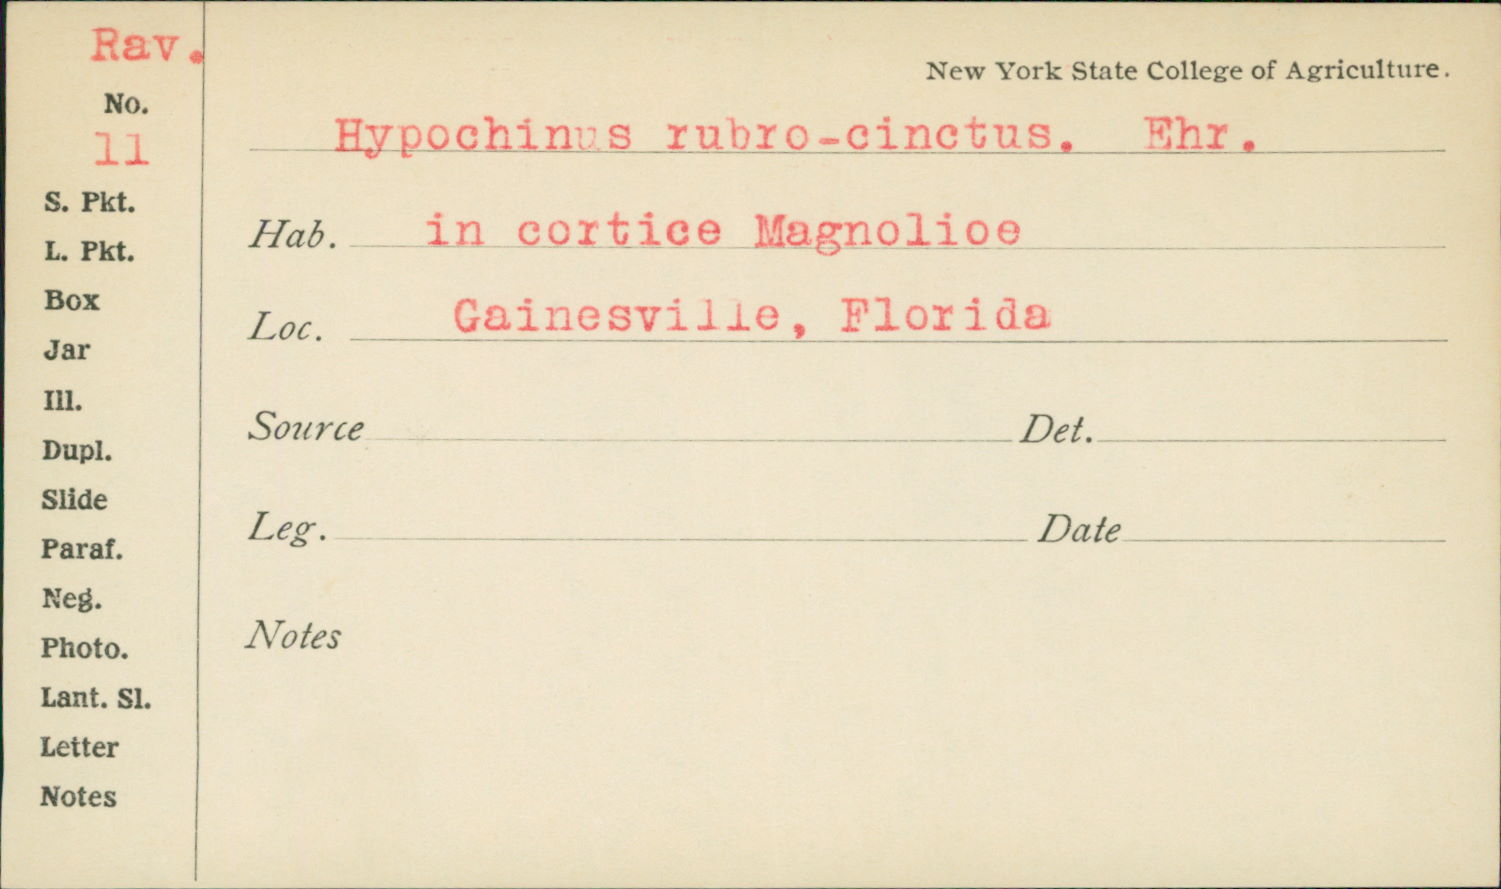 Rav.
New York State College of Agriculture.
No.
11
Hypochinus rubro-cinctus. Ehr.
S. Pkt.
L. Pkt.
Hab. in cortice Magnolioe
Box
Loc. Gainesville, Florida
Jar
Ill.
Source Det.
Dupl.
Slide
Leg. Date
Paraf.
Neg.
Notes
Photo.
Lant. Sl.
Letter
Notes